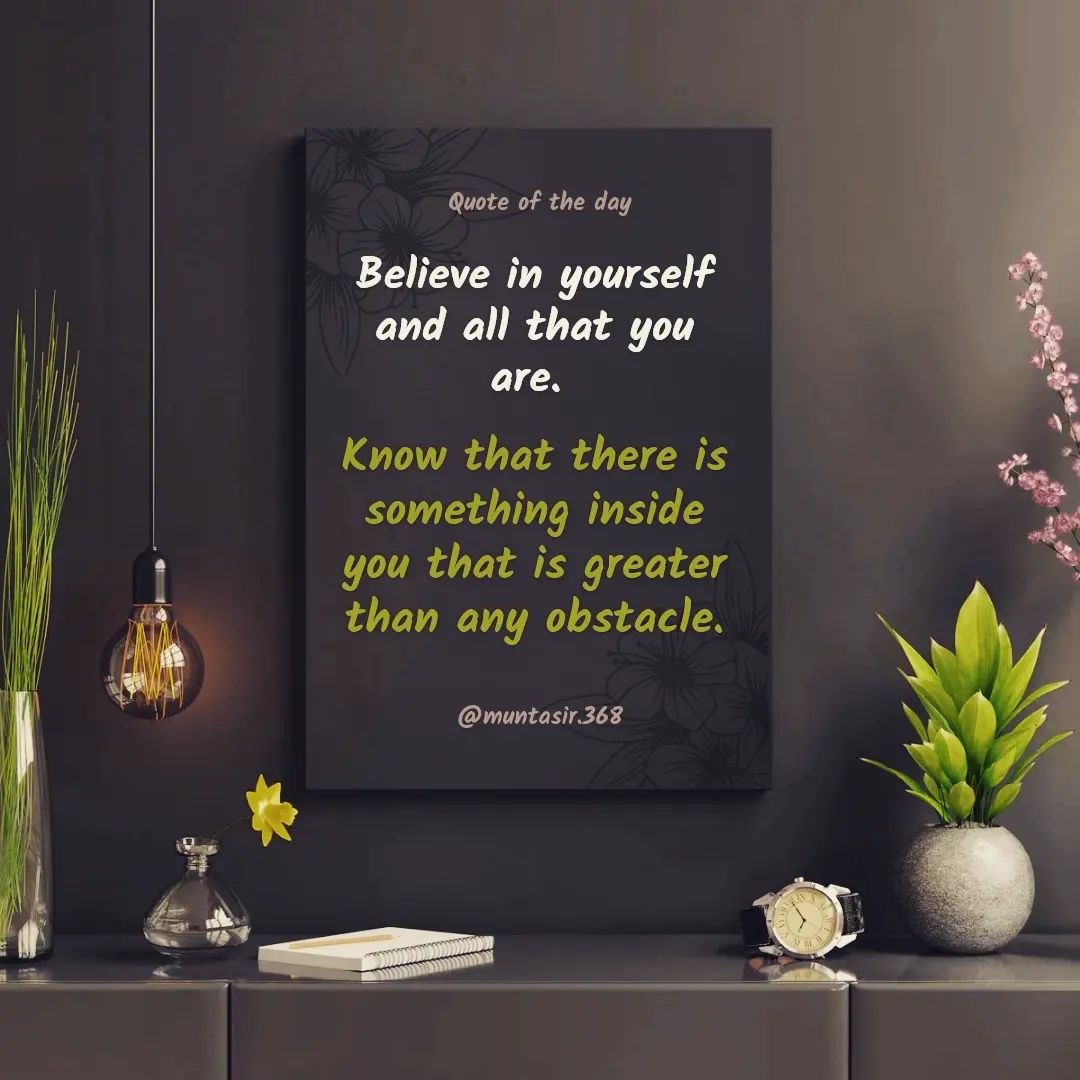 Quote of the day
Believe in yourself
and all that you
are.
Know that there is
something inside
you that is greater
than any obstacle.
@muntasir.368